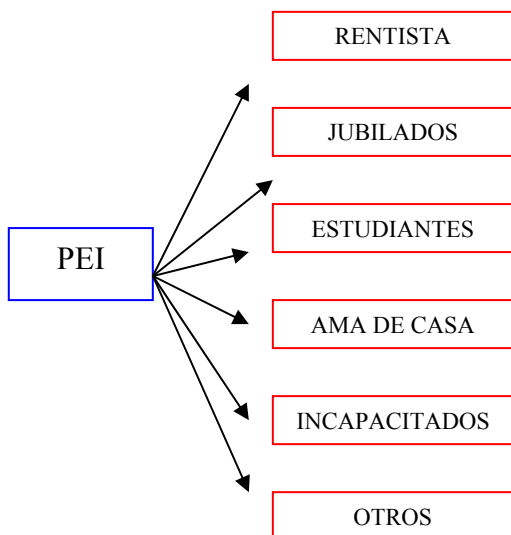 RENTISTA
JUBILADOS
PEI
ESTUDIANTES
AMA DE CASA
INCAPACITADOS
OTROS